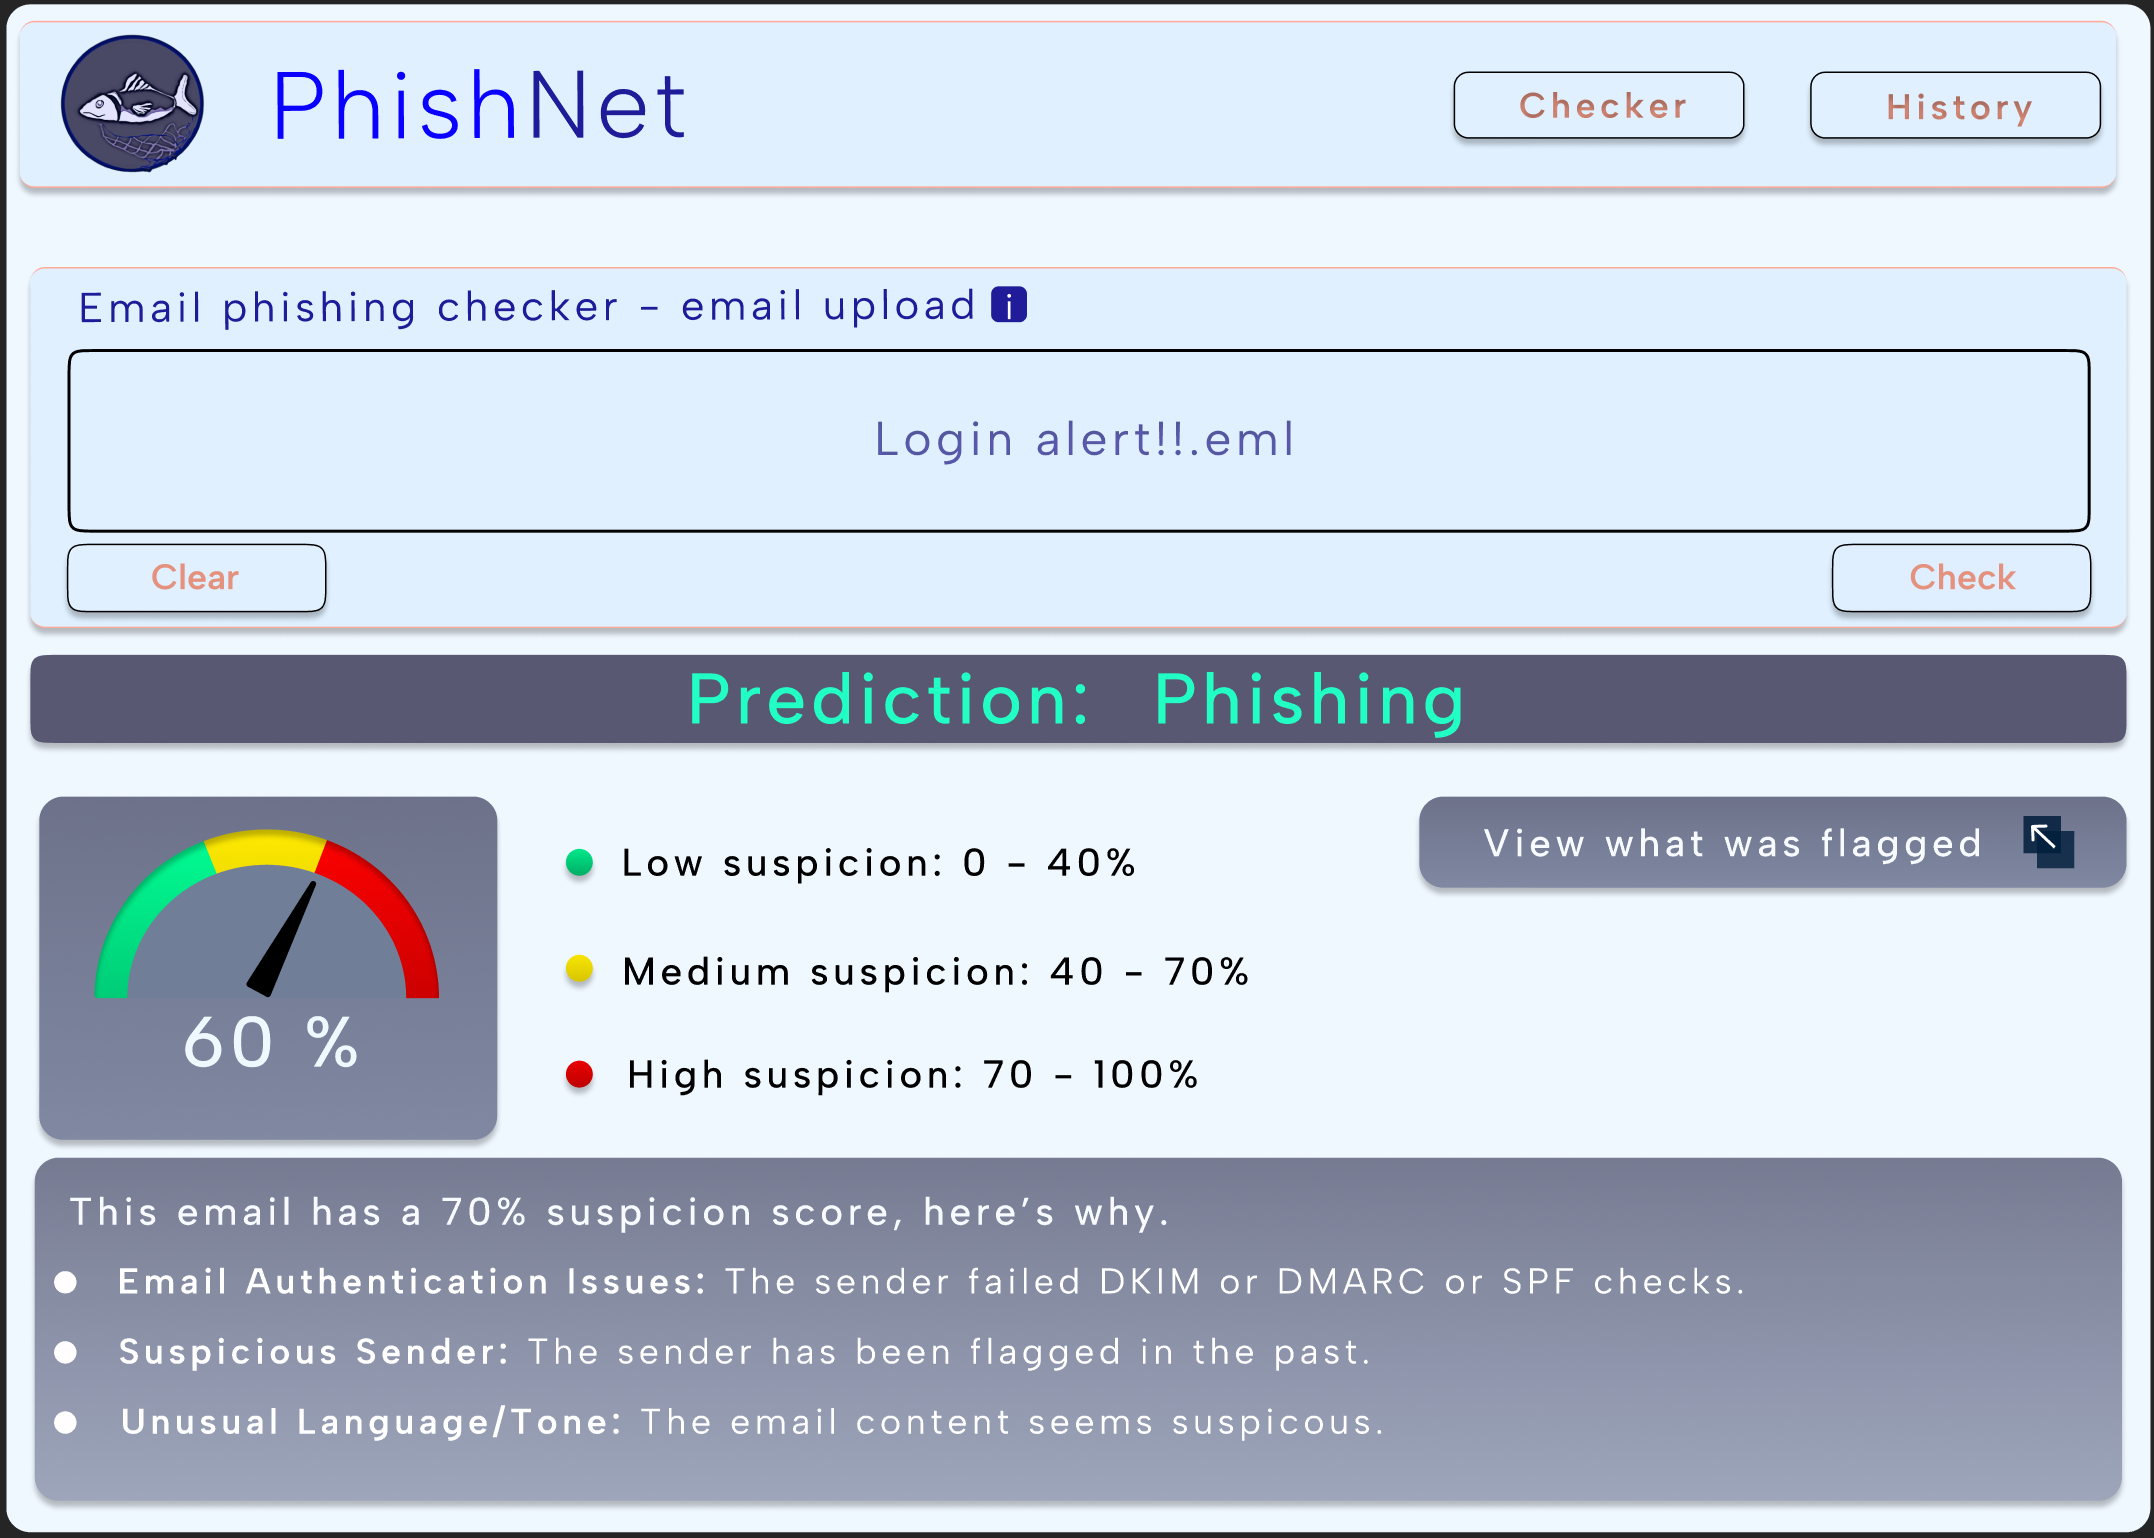 PhishNet
Checker
History
Email phishing checker - email upload i
Login alert!!.eml
Clear
Check
Prediction: Phishing
View what was flagged
Low suspicion: 0 - 40%
Medium suspicion: 40 - 70%
High suspicion: 70 - 100%
60 %
This email has a 70% suspicion score, here’s why.
Email Authentication Issues: The sender failed DKIM or DMARC or SPF checks.
Suspicious Sender: The sender has been flagged in the past.
Unusual Language/Tone: The email content seems suspicous.